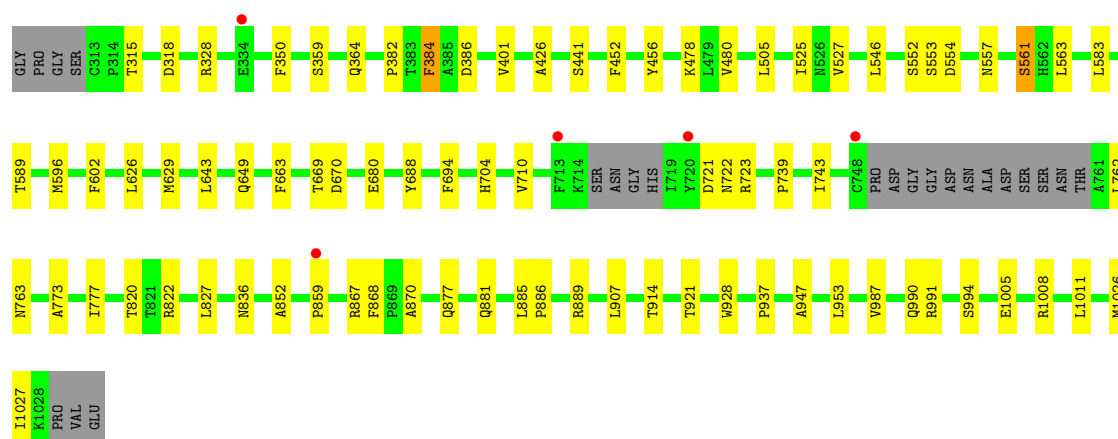 GLY PRO GLY SER C313 P314 T315 D318 R328 E334 F350 S359 Q364 P382 T383 F384 A385 D386 V401 A426 S441 F452 Y456 K478 L479 V480 L505 I525 N526 V527 L546 S552 S553 D554 N557 S561 H562 L563 L583
T589 M596 F602 L626 M629 L643 Q649 F663 T669 D670 E680 Y688 F694 H704 V710 F713 K714 SER ASN GLY HIS I719 Y720 D721 N722 R723 P739 I743 C748 PRO ASP GLY GLY ASP ASN ALA ASP SER SER ASN THR A761 L762
N763 A773 I777 T820 T821 R822 L827 N836 A852 P859 R867 F868 P869 A870 Q877 Q881 L885 P886 R889 L907 T914 T921 W928 P937 A947 L953 V987 Q990 R991 S994 E1005 R1008 L1011 M1026
I1027 K1028 PRO VAL GLU